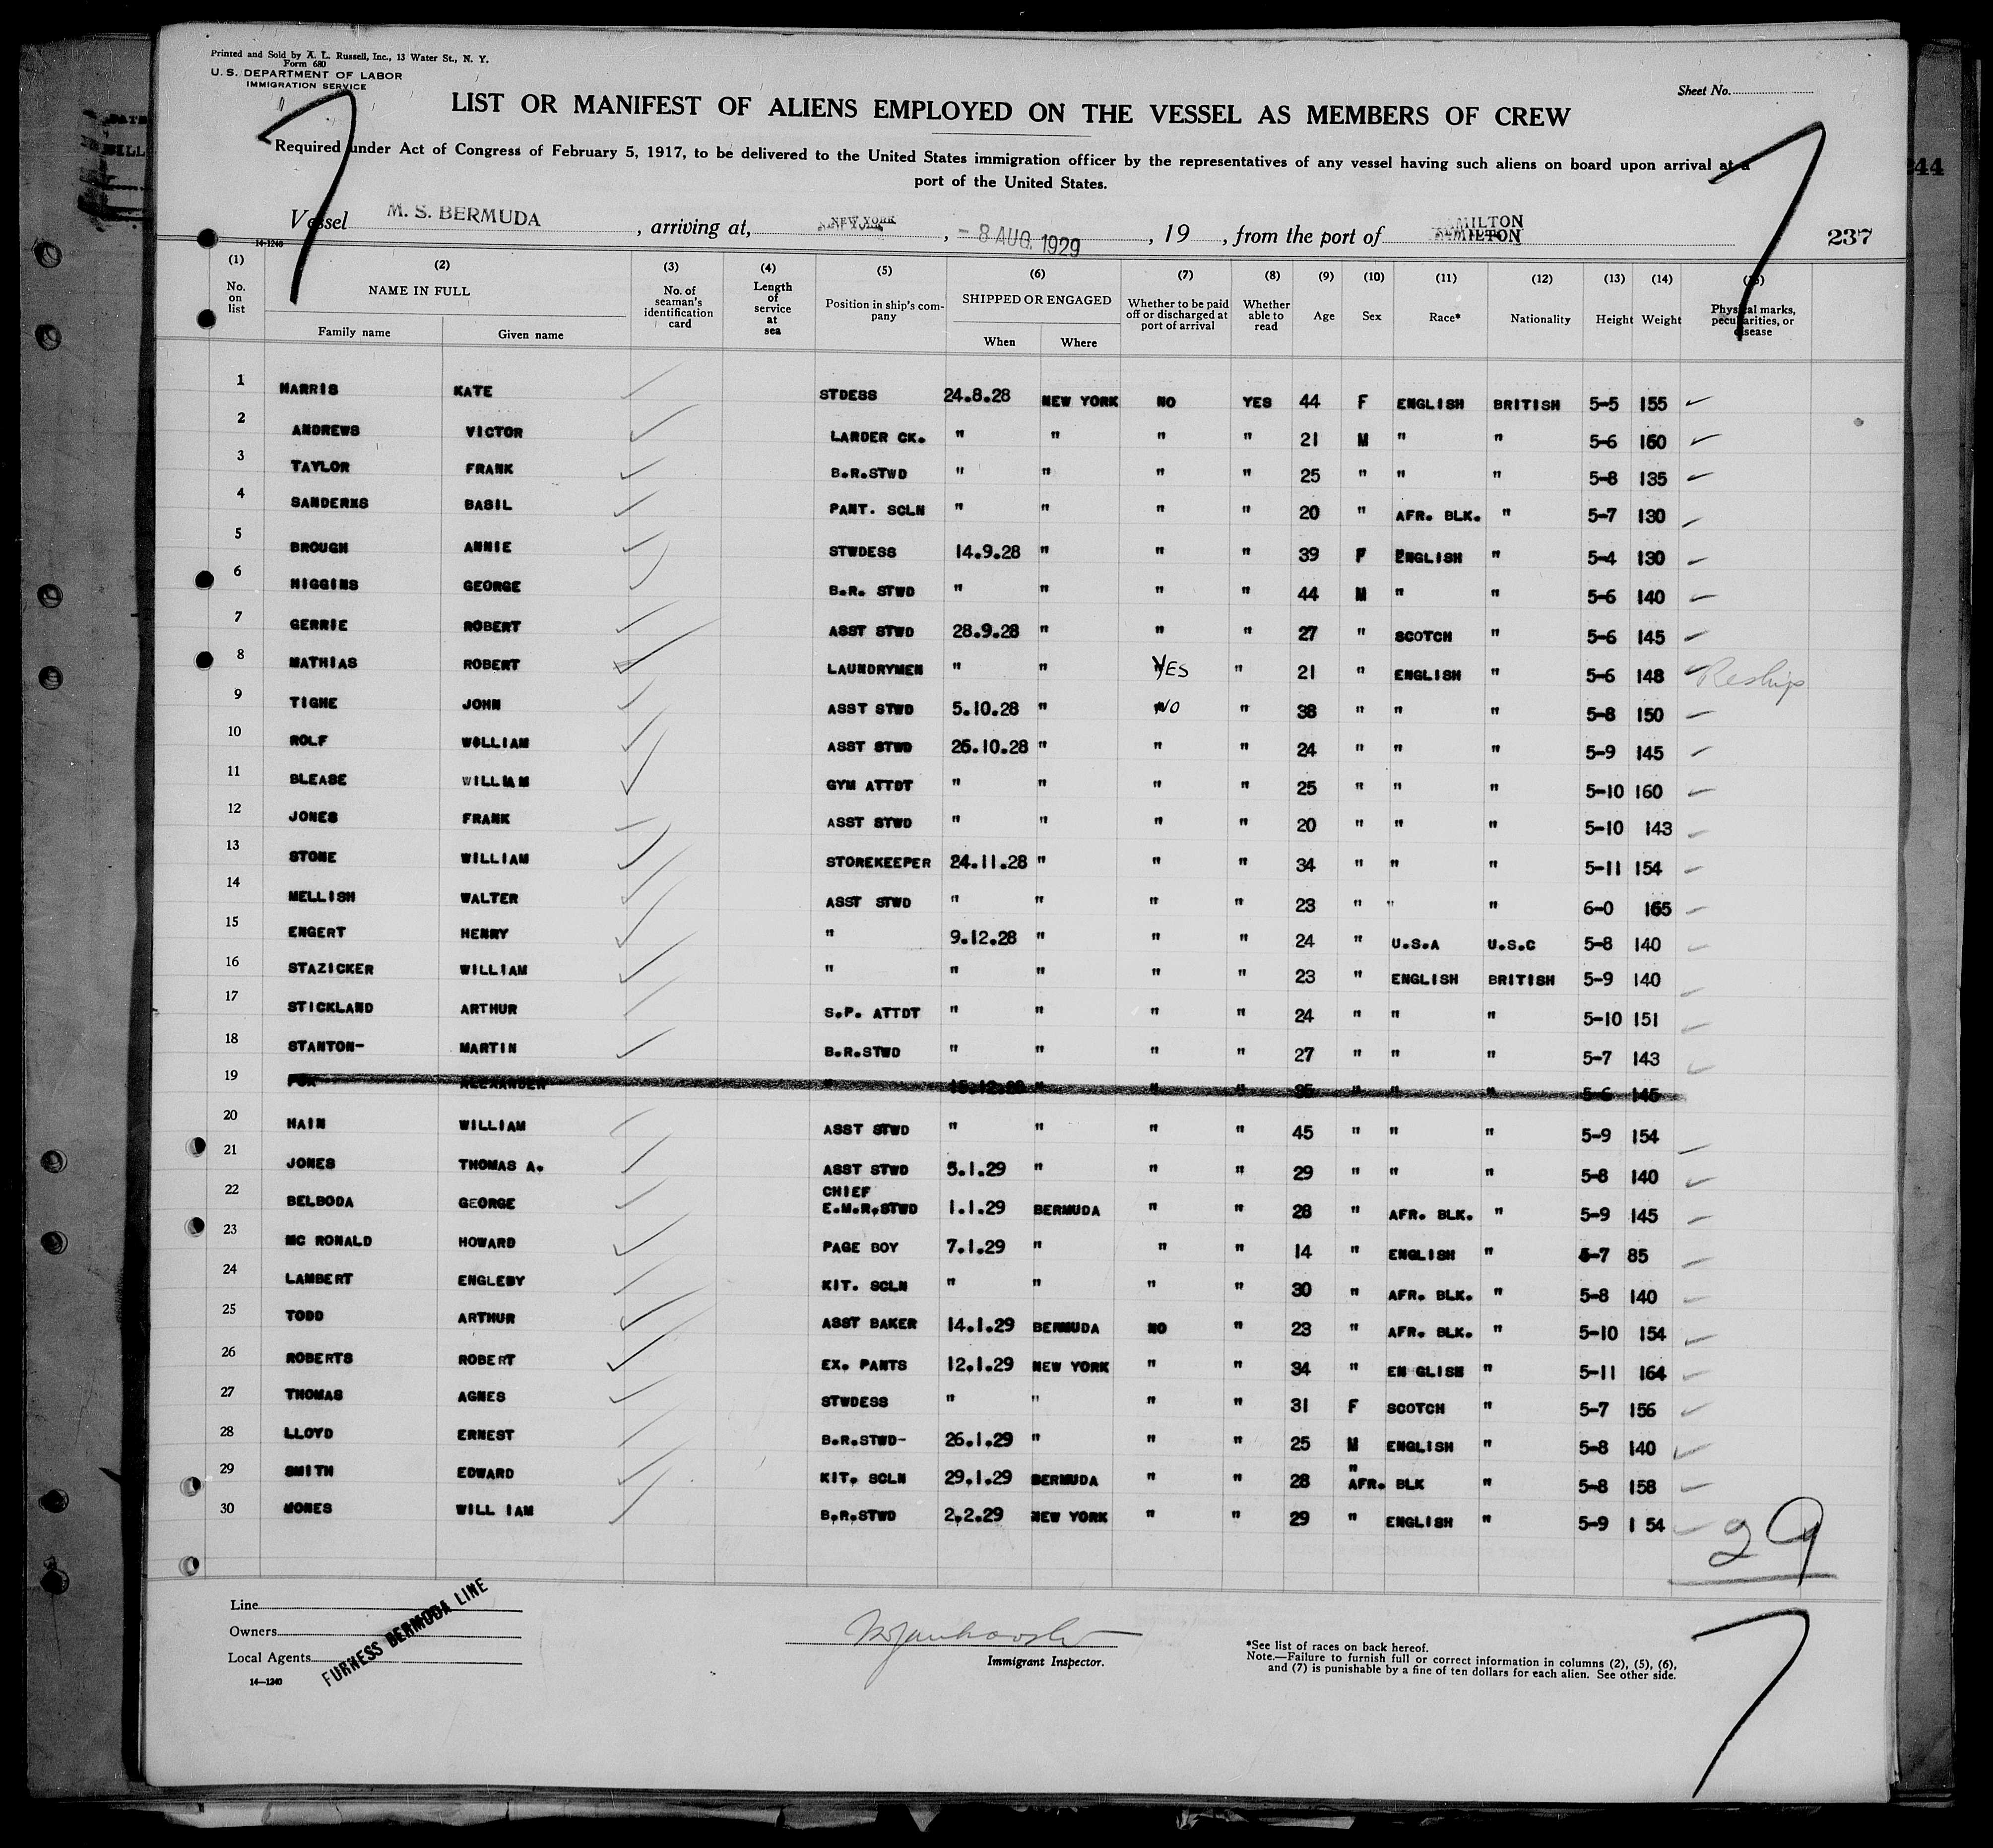 Printed and Sold by A. L. Russell, Inc., 13 Water St., N. Y.
Form 680
U. S. DEPARTMENT OF LABOR
IMMIGRATION SERVICE
Sheet No.
7 7
LIST OR MANIFEST OF ALIENS EMPLOYED ON THE VESSEL AS MEMBERS OF CREW
Required under Act of Congress of February 5, 1917, to be delivered to the United States immigration officer by the representatives of any vessel having such aliens on board upon arrival at a
port of the United States.
244
Vessel M. S. BERMUDA , arriving at, NEW YORK , -8 AUG 1929 , 19 , from the port of HAMILTON 237
14-1240
(1) (2) (3) (4) (5) (6) (7) (8) (9) (10) (11) (12) (13) (14) (15)
No. on list NAME IN FULL Family name Given name No. of seaman's identification card Length of service at sea Position in ship's company SHIPPED OR ENGAGED When Where Whether to be paid off or discharged at port of arrival Whether able to read Age Sex Race* Nationality Height Weight Physical marks, peculiarities, or disease
1 HARRIS KATE STDESS 24.8.28 NEW YORK NO YES 44 F ENGLISH BRITISH 5-5 155
2 ANDREWS VICTOR LARDER CK. " " " " 21 M " " 5-6 160
3 TAYLOR FRANK B.R.STWD " " " " 25 " " " 5-8 135
4 SANDERNS BASIL PANT. SCLN " " " " 20 " AFR. BLK. " 5-7 130
5 BROUGH ANNIE STWDESS 14.9.28 " " " 39 F ENGLISH " 5-4 130
6 HIGGINS GEORGE B.R. STWD " " " " 44 M " " 5-6 140
7 GERRIE ROBERT ASST STWD 28.9.28 " " " 27 " SCOTCH " 5-6 145
8 MATHIAS ROBERT LAUNDRYMEN " " YES " 21 " ENGLISH " 5-6 148 Reship
9 TIGHE JOHN ASST STWD 5.10.28 " NO " 38 " " " 5-8 150
10 ROLF WOLLIAM ASST STWD 26.10.28 " " " 24 " " " 5-9 145
11 BLEASE WILLIAM GYM ATTDT " " " " 25 " " " 5-10 160
12 JONES FRANK ASST STWD " " " " 20 " " " 5-10 143
13 STONE WILLIAM STOREKEEPER 24.11.28 " " " 34 " " " 5-11 154
14 MELLISH WALTER ASST STWD " " " " 23 " " " 6-0 165
15 ENGERT HENRY " 9.12.28 " " " 24 " U.S.A U.S.C 5-8 140
16 STAZICKER WILLIAM " " " " " 23 " ENGLISH BRITISH 5-9 140
17 STICKLAND ARTHUR S.P. ATTDT " " " " 24 " " " 5-10 151
18 STANTON- MARTIN B.R.STWD " " " " 27 " " " 5-7 143
19 FOX ALEXANDER " " " " " " " 5-6 145
20 HAIN WILLIAM ASST STWD " " " " 45 " " " 5-9 154
21 JONES THOMAS A. ASST STWD 5.1.29 " " " 29 " " " 5-8 140
22 BELBODA GEORGE CHIEF E.M.R.STWD 1.1.29 BERMUDA " " 28 " AFR. BLK. " 5-9 145
23 MC RONALD HOWARD PAGE BOY 7.1.29 " " " 14 " ENGLISH " 5-7 85
24 LAMBERT ENGLEBY KIT. SCLN " " " " 30 " AFR. BLK. " 5-8 140
25 TODD ARTHUR ASST BAKER 14.1.29 BERMUDA NO " 23 " AFR. BLK. " 5-10 154
26 ROBERTS ROBERT EX. PANTS 12.1.29 NEW YORK " " 34 " EN GLISH " 5-11 164
27 THOMAS AGNES STWDESS " " " " 31 F SCOTCH " 5-7 156
28 LLOYD ERNEST B.R.STWD- 26.1.29 " " " 25 M ENGLISH " 5-8 140
29 SMITH EDWARD KIT. SCLN 29.1.29 BERMUDA " " 28 " AFR. BLK " 5-8 158
30 MONES WILL IAM B.R.STWD 2.2.29 NEW YORK " " 29 " ENGLISH " 5-9 1 54
29
Line
Owners
Local Agents
FURNESS BERMUDA LINE
14—1240
Immigrant Inspector.
*See list of races on back hereof.
Note.—Failure to furnish full or correct information in columns (2), (5), (6),
and (7) is punishable by a fine of ten dollars for each alien. See other side.
7